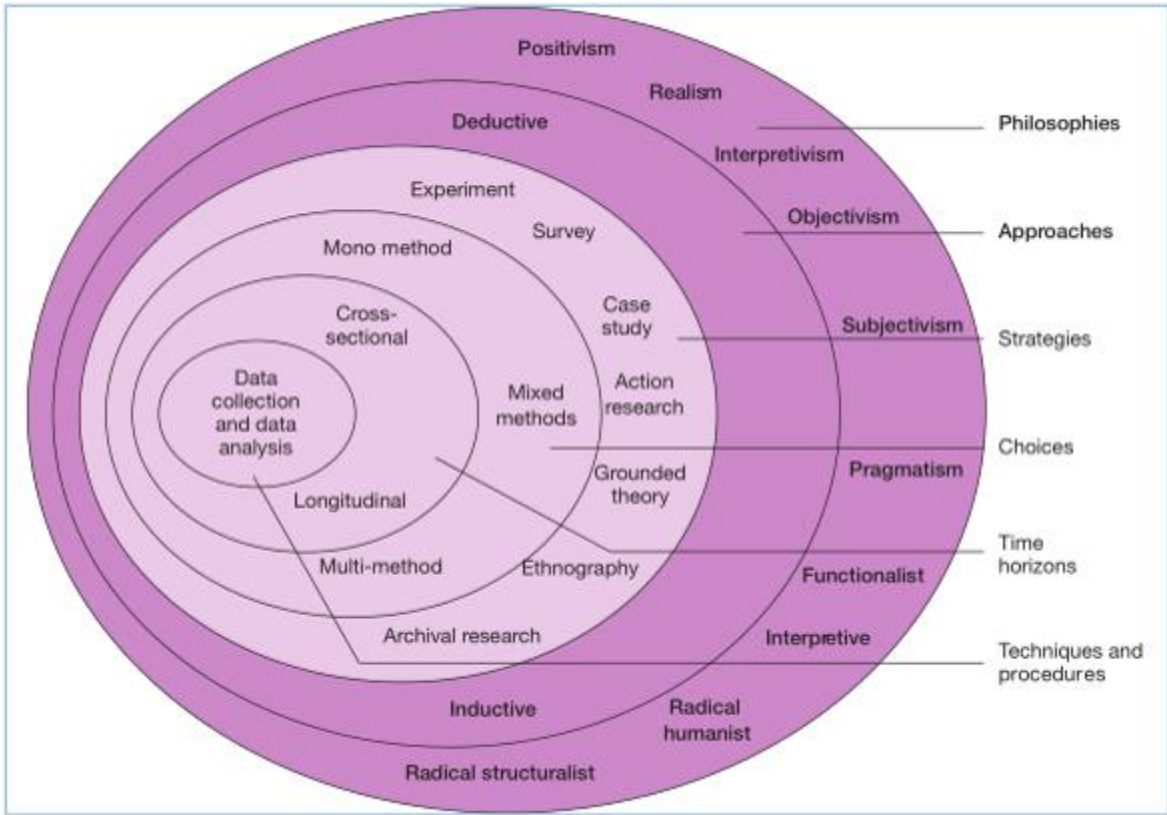 Positivism
Realism
Philosophies
Deductive
Interpretivism
Experiment
Objectivism
Survey
Approaches
Mono method
Case
study
Cross-
sectional
Subjectivism
Strategies
Data
collection
and data
analysis
Mixed
methods
Action
research
Choices
Grounded
theory
Pragmatism
Longitudinal
Time
horizons
Multi-method
Ethnography
Functionalist
Archival research
Interpretive
Techniques and
procedures
Inductive
Radical
humanist
Radical structuralist